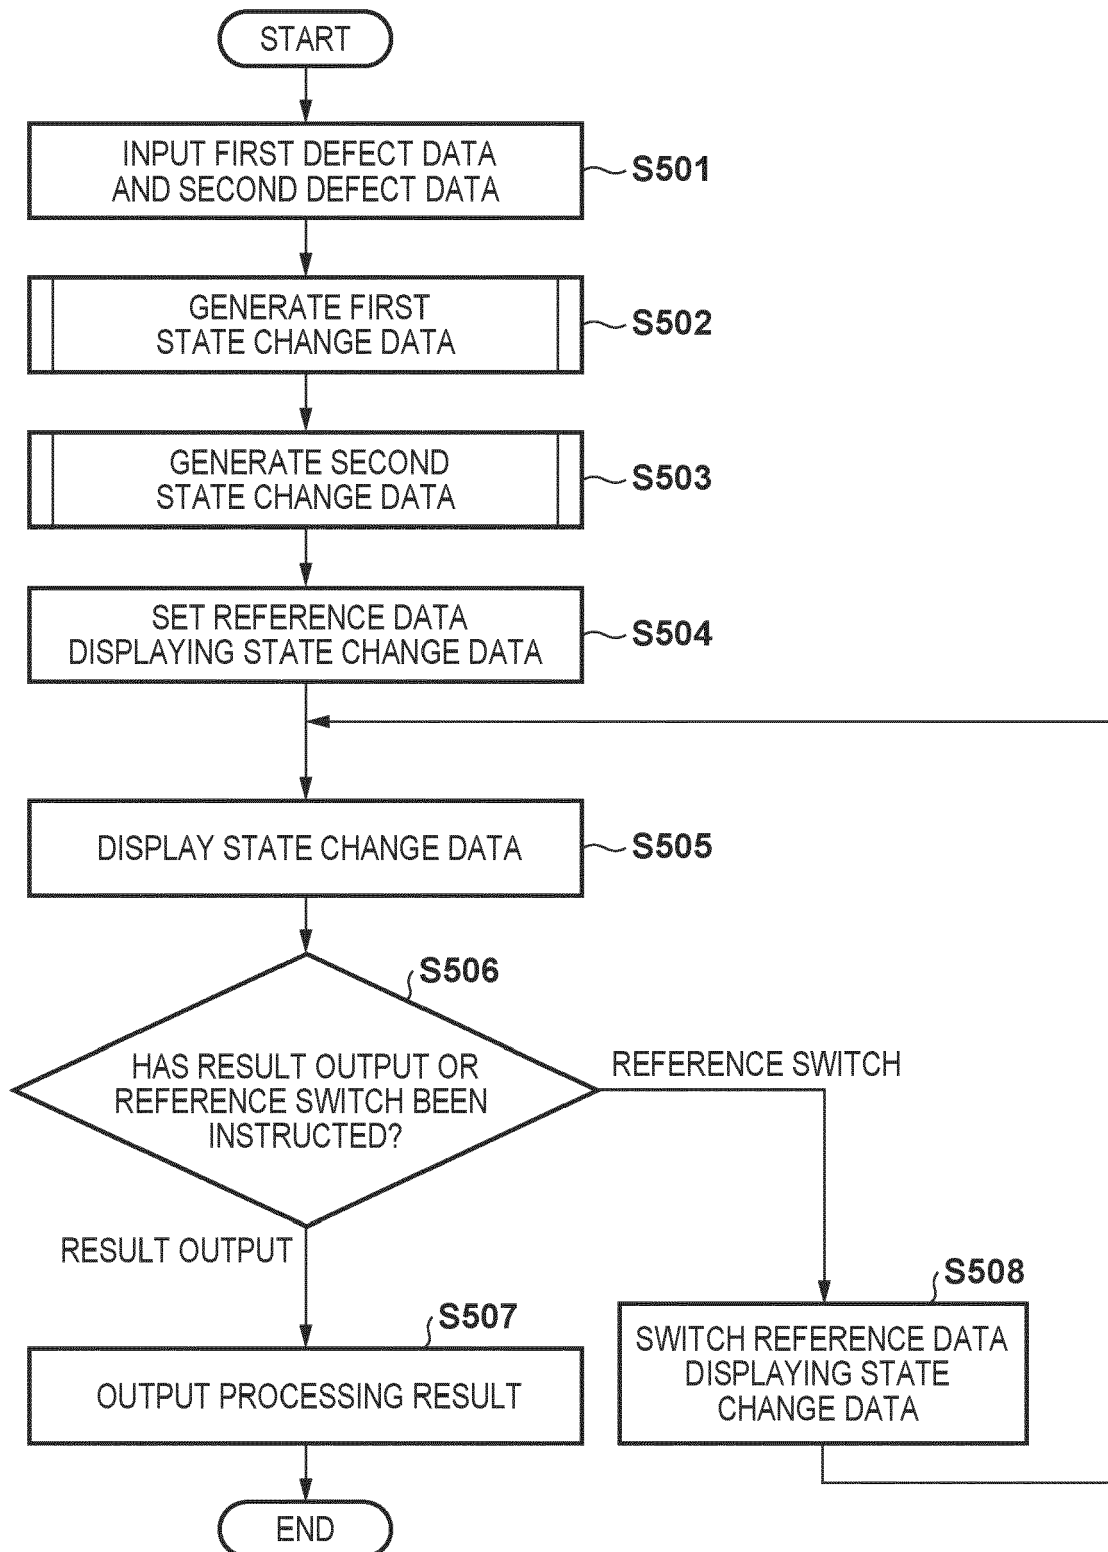 START
INPUT FIRST DEFECT DATA
AND SECOND DEFECT DATA
S501
GENERATE FIRST
STATE CHANGE DATA
S502
GENERATE SECOND
STATE CHANGE DATA
S503
SET REFERENCE DATA
DISPLAYING STATE CHANGE DATA
S504
DISPLAY STATE CHANGE DATA
S505
S506
HAS RESULT OUTPUT OR
REFERENCE SWITCH BEEN
INSTRUCTED?
REFERENCE SWITCH
RESULT OUTPUT
S507
OUTPUT PROCESSING RESULT
S508
SWITCH REFERENCE DATA
DISPLAYING STATE
CHANGE DATA
END